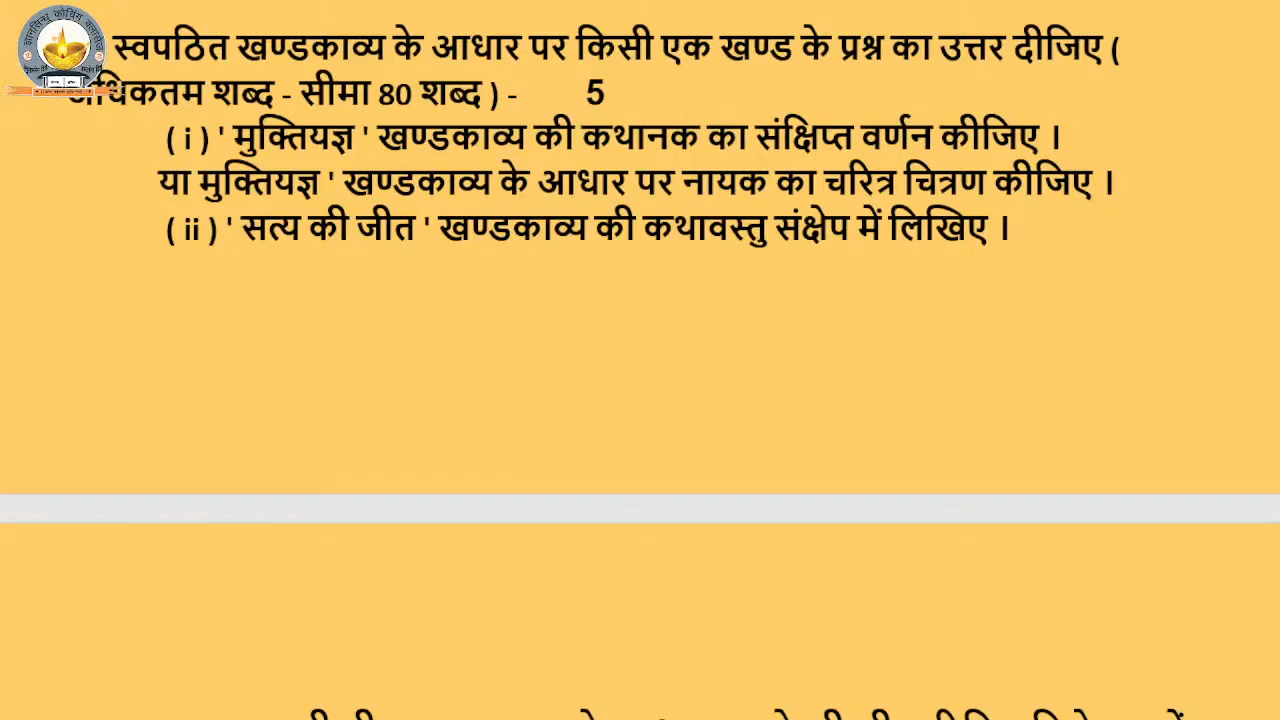 ज्ञानसिन्धु कोचिंग क्लासेज
स्वपठित खण्डकाव्य के आधार पर किसी एक खण्ड के प्रश्न का उत्तर दीजिए (
अधिकतम शब्द - सीमा 80 शब्द ) - 5
( i ) ' मुक्तियज्ञ ' खण्डकाव्य की कथानक का संक्षिप्त वर्णन कीजिए ।
या मुक्तियज्ञ ' खण्डकाव्य के आधार पर नायक का चरित्र चित्रण कीजिए ।
( ii ) ' सत्य की जीत ' खण्डकाव्य की कथावस्तु संक्षेप में लिखिए ।